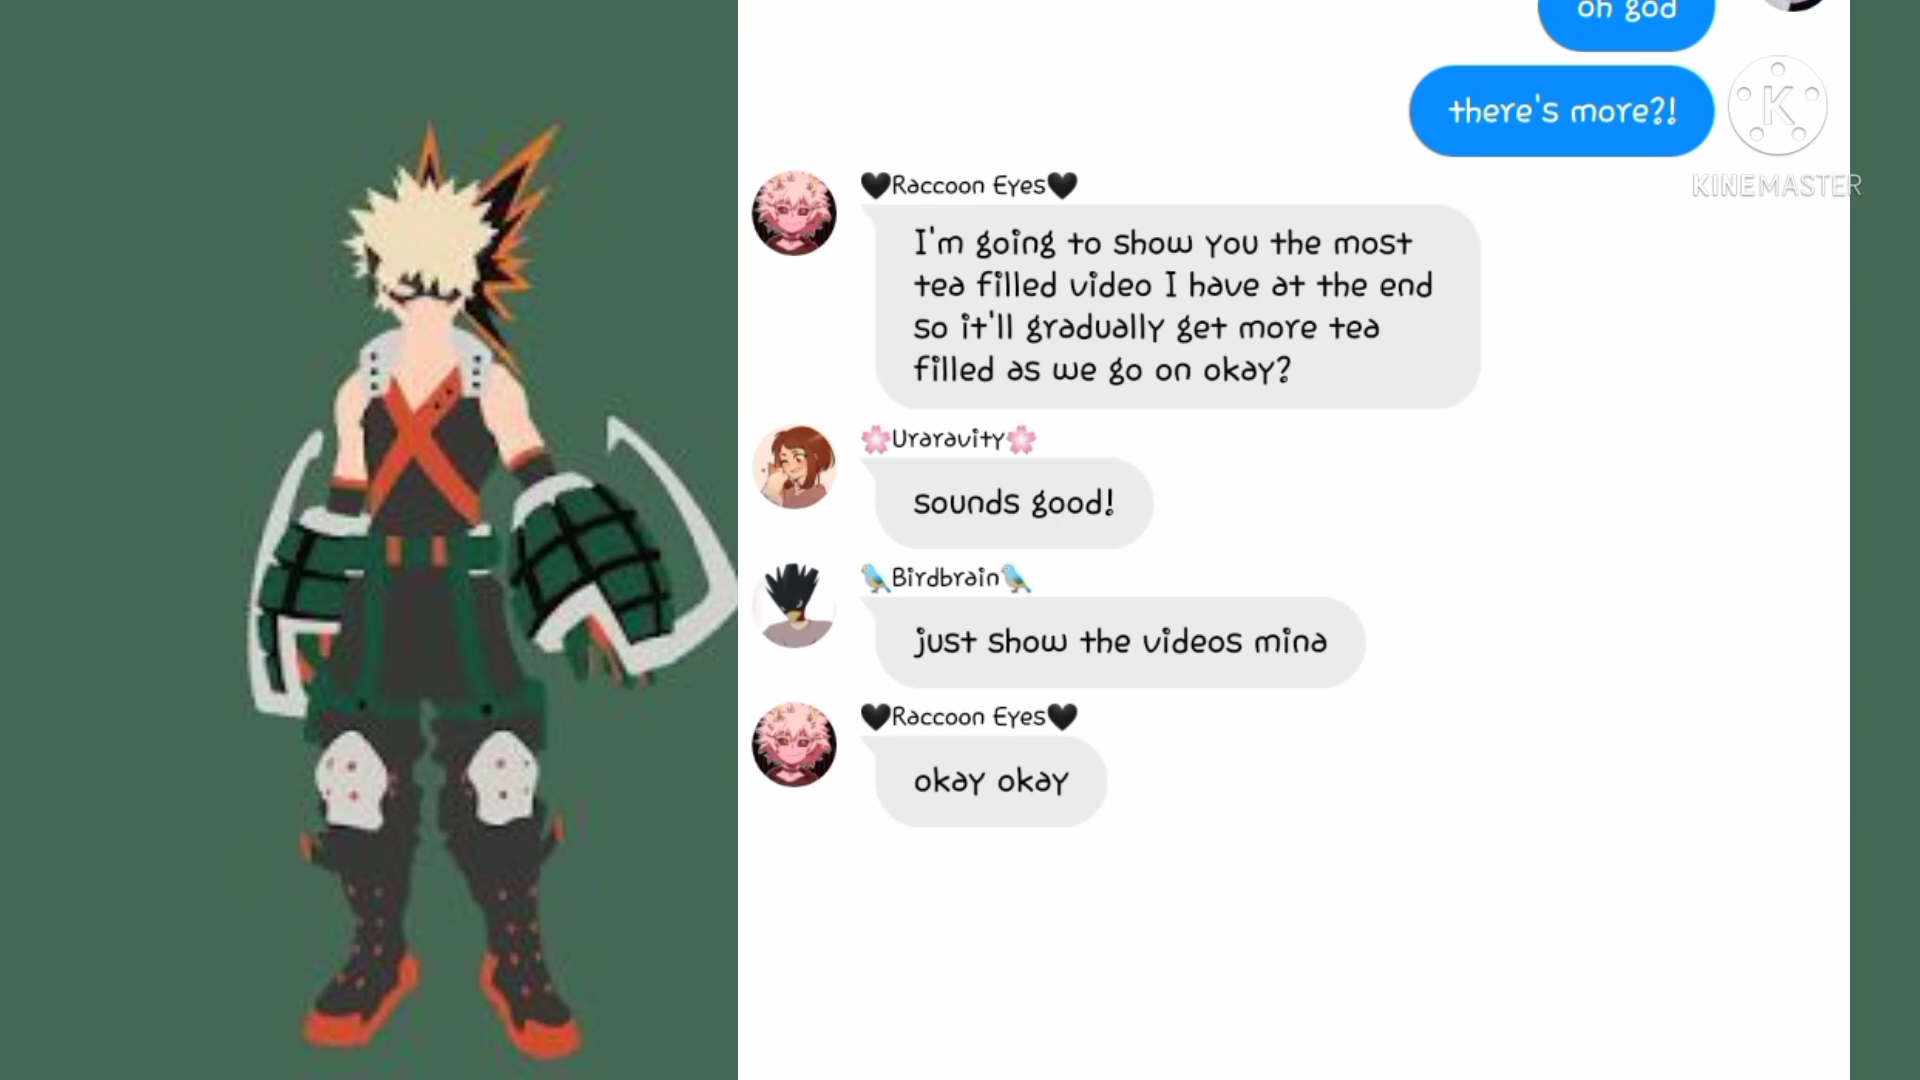 oh god
there's more?!
K
KINEMASTER
🖤Raccoon Eyes🖤
I'm going to show you the most
tea filled video I have at the end
so it'll gradually get more tea
filled as we go on okay?
🌸Uraravity🌸
sounds good!
🐦Birdbrain🐦
just show the videos mina
🖤Raccoon Eyes🖤
okay okay